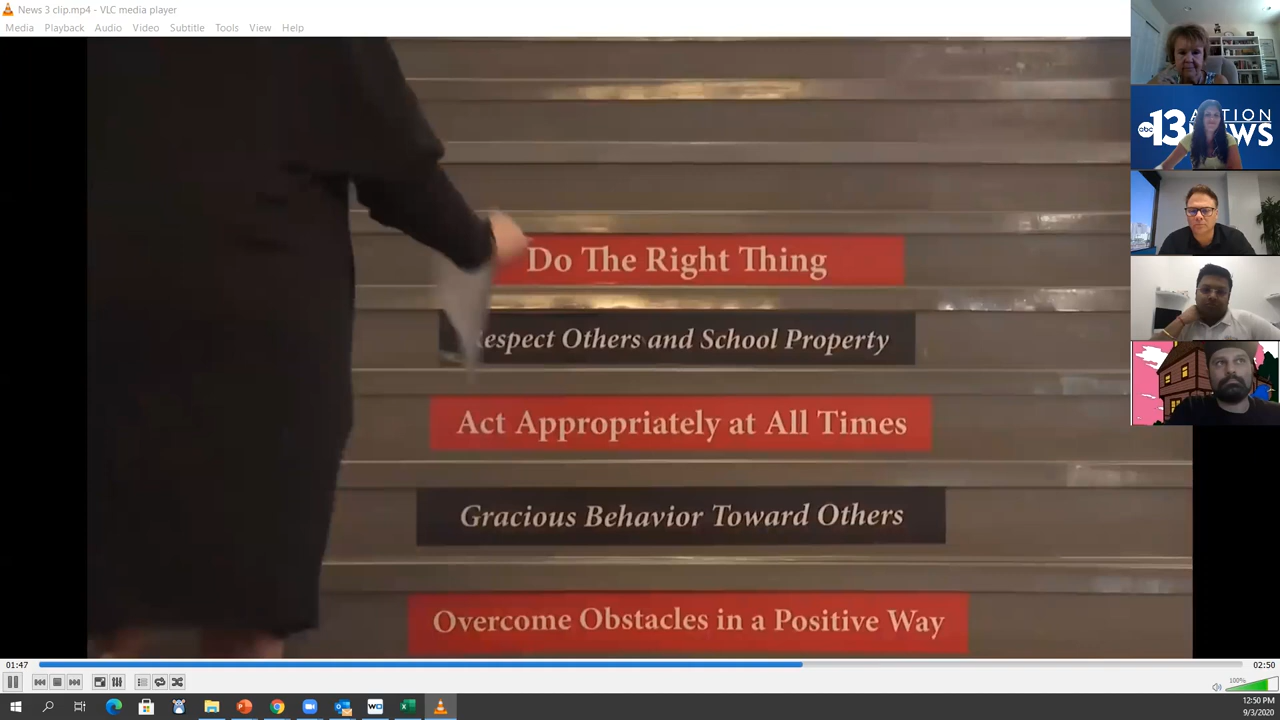 News 3 clip.mp4 - VLC media player
Media Playback Audio Video Subtitle Tools View Help
Do The Right Thing
espect Others and School Property
Act Appropriately at All Times
Gracious Behavior Toward Others
Overcome Obstacles in a Positive Way
abc 13 ACTION
NEWS
01:47
02:50
100%
12:50 PM
9/3/2020